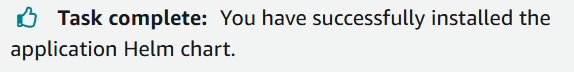 Task complete: You have successfully installed the
application Helm chart.